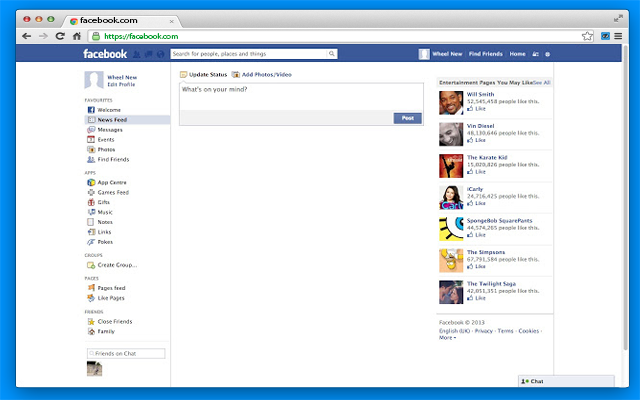 facebook.com
https://facabook.com
facebook
Search for people, places and things
Wheel New Find Friends Home
Wheel New
Edit Profile
FAVOURITES
Welcome
News Feed
Messages
Events
Photos
Find Friends
APPS
App Centre
Games Feed
Gifts
Music
Notes
Links
Pokes
GROUPS
Create Group...
PAGES
Pages feed
Like Pages
FRIENDS
Close Friends
Family
Friends on Chat
Update Status Add Photos/Video
What's on your mind?
Post
Entertainment Pages You May Like See All
Will Smith
52,541,458 people like this.
Like
Vin Diesel
48,139,646 people like this.
Like
The Karate Kid
people like this.
Like
iCarly
24,716,425 people like this.
Like
SpongeBob SquarePants
44,574,265 people like this.
Like
The Simpsons
67,791,584 people like this.
Like
The Twilight Saga
42,851,351 people like this.
Like
Facebook © 2013
English (UK) · Privacy · Terms · Cookies ·
More
Chat